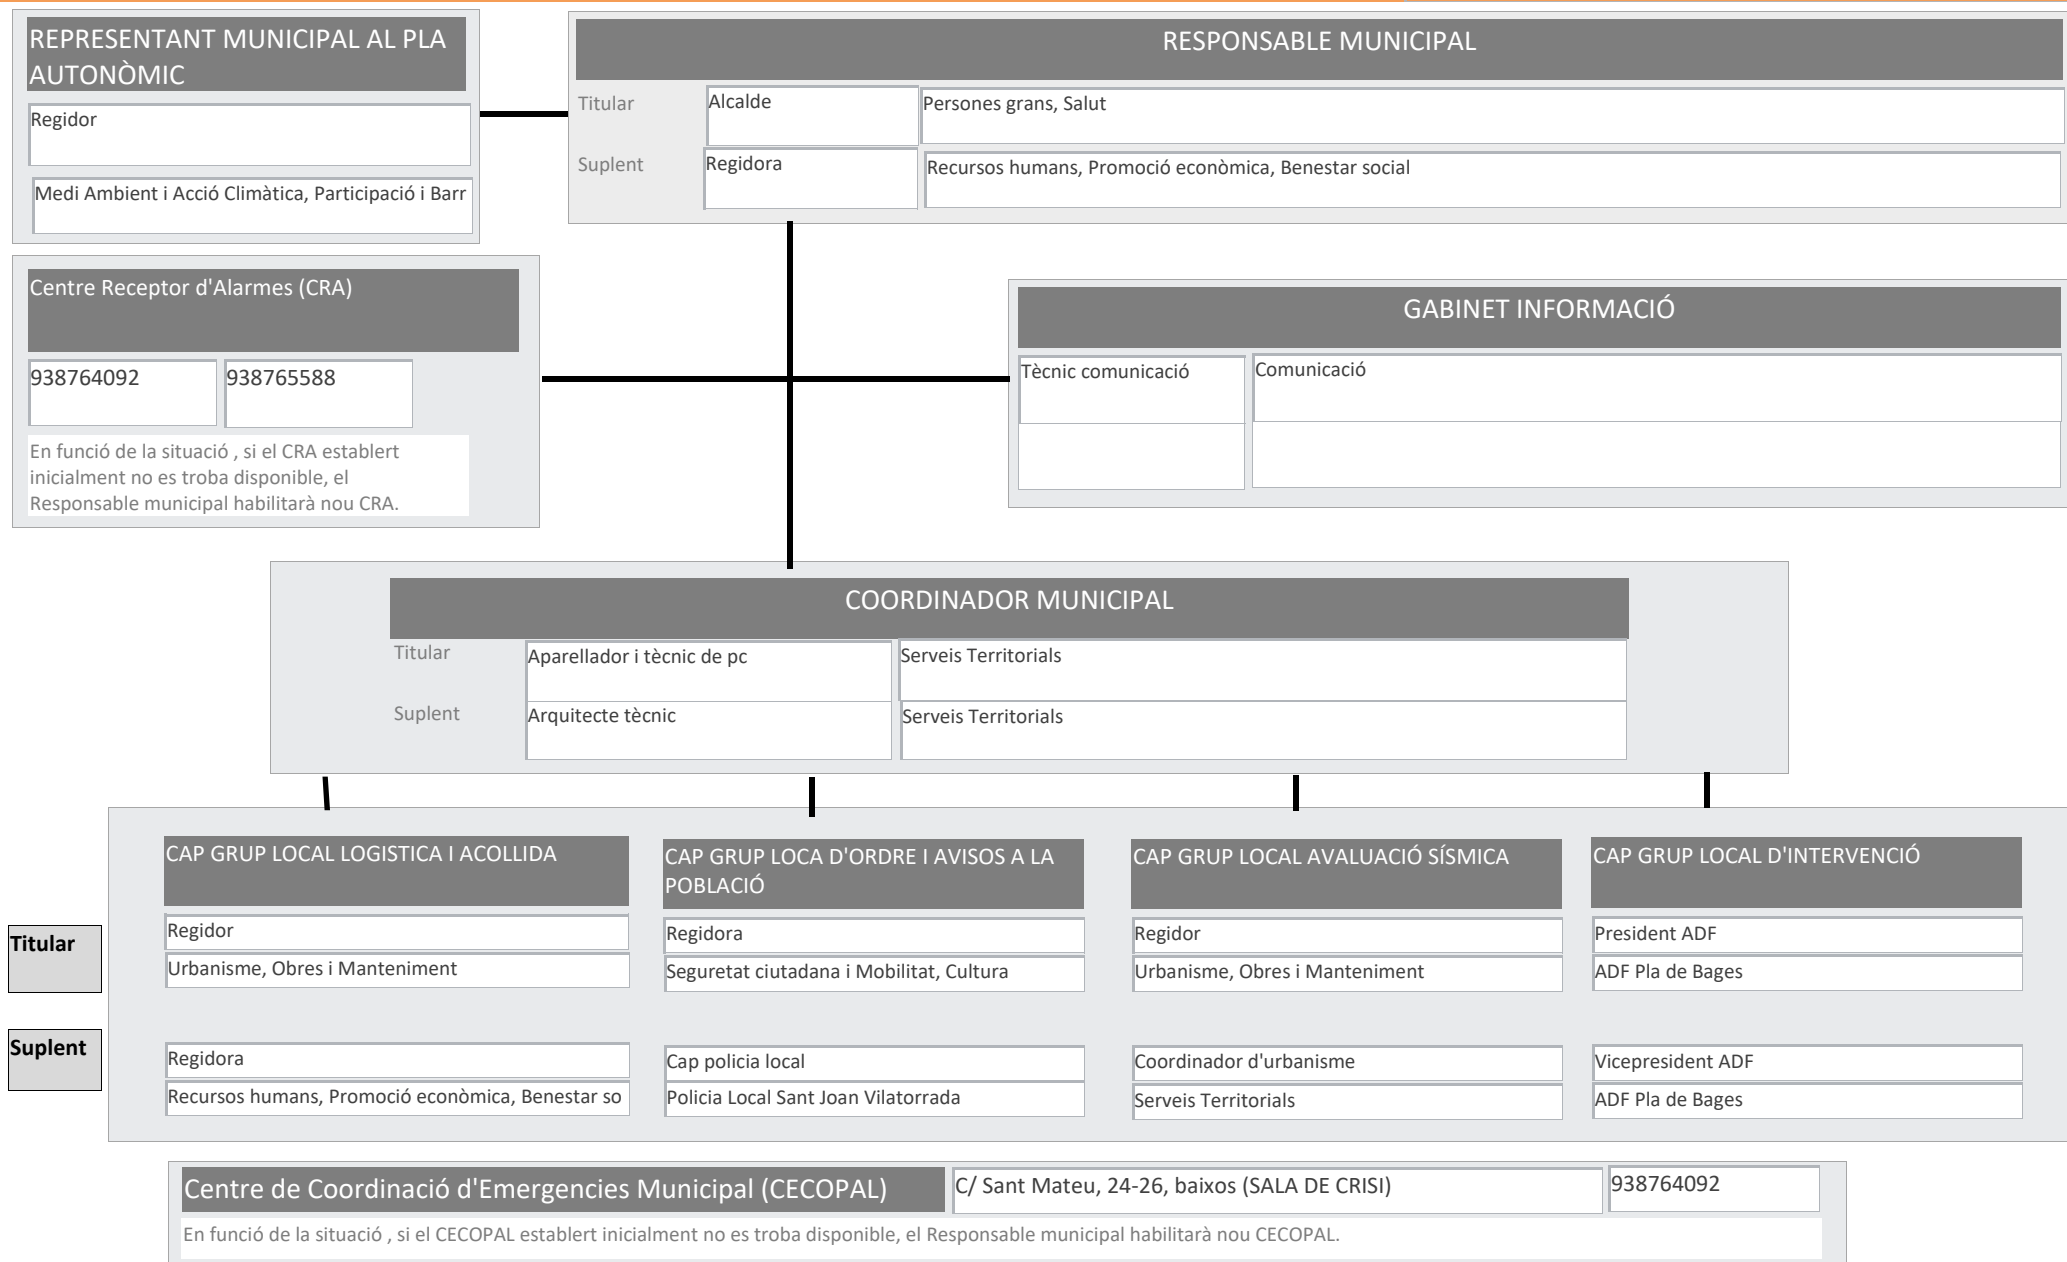 REPRESENTANT MUNICIPAL AL PLA
AUTONÒMIC
Regidor
Medi Ambient i Acció Climàtica, Participació i Barr
RESPONSABLE MUNICIPAL
Titular Alcalde Persones grans, Salut
Suplent Regidora Recursos humans, Promoció econòmica, Benestar social
Centre Receptor d'Alarmes (CRA)
938764092 938765588
En funció de la situació , si el CRA establert
inicialment no es troba disponible, el
Responsable municipal habilitarà nou CRA.
GABINET INFORMACIÓ
Tècnic comunicació Comunicació
COORDINADOR MUNICIPAL
Titular Aparellador i tècnic de pc Serveis Territorials
Suplent Arquitecte tècnic Serveis Territorials
CAP GRUP LOCAL LOGISTICA I ACOLLIDA
CAP GRUP LOCA D'ORDRE I AVISOS A LA
POBLACIÓ
CAP GRUP LOCAL AVALUACIÓ SÍSMICA
CAP GRUP LOCAL D'INTERVENCIÓ
Titular
Regidor Regidora Regidor President ADF
Urbanisme, Obres i Manteniment Seguretat ciutadana i Mobilitat, Cultura Urbanisme, Obres i Manteniment ADF Pla de Bages
Suplent
Regidora Cap policia local Coordinador d'urbanisme Vicepresident ADF
Recursos humans, Promoció econòmica, Benestar so Policia Local Sant Joan Vilatorrada Serveis Territorials ADF Pla de Bages
Centre de Coordinació d'Emergencies Municipal (CECOPAL) C/ Sant Mateu, 24-26, baixos (SALA DE CRISI) 938764092
En funció de la situació , si el CECOPAL establert inicialment no es troba disponible, el Responsable municipal habilitarà nou CECOPAL.